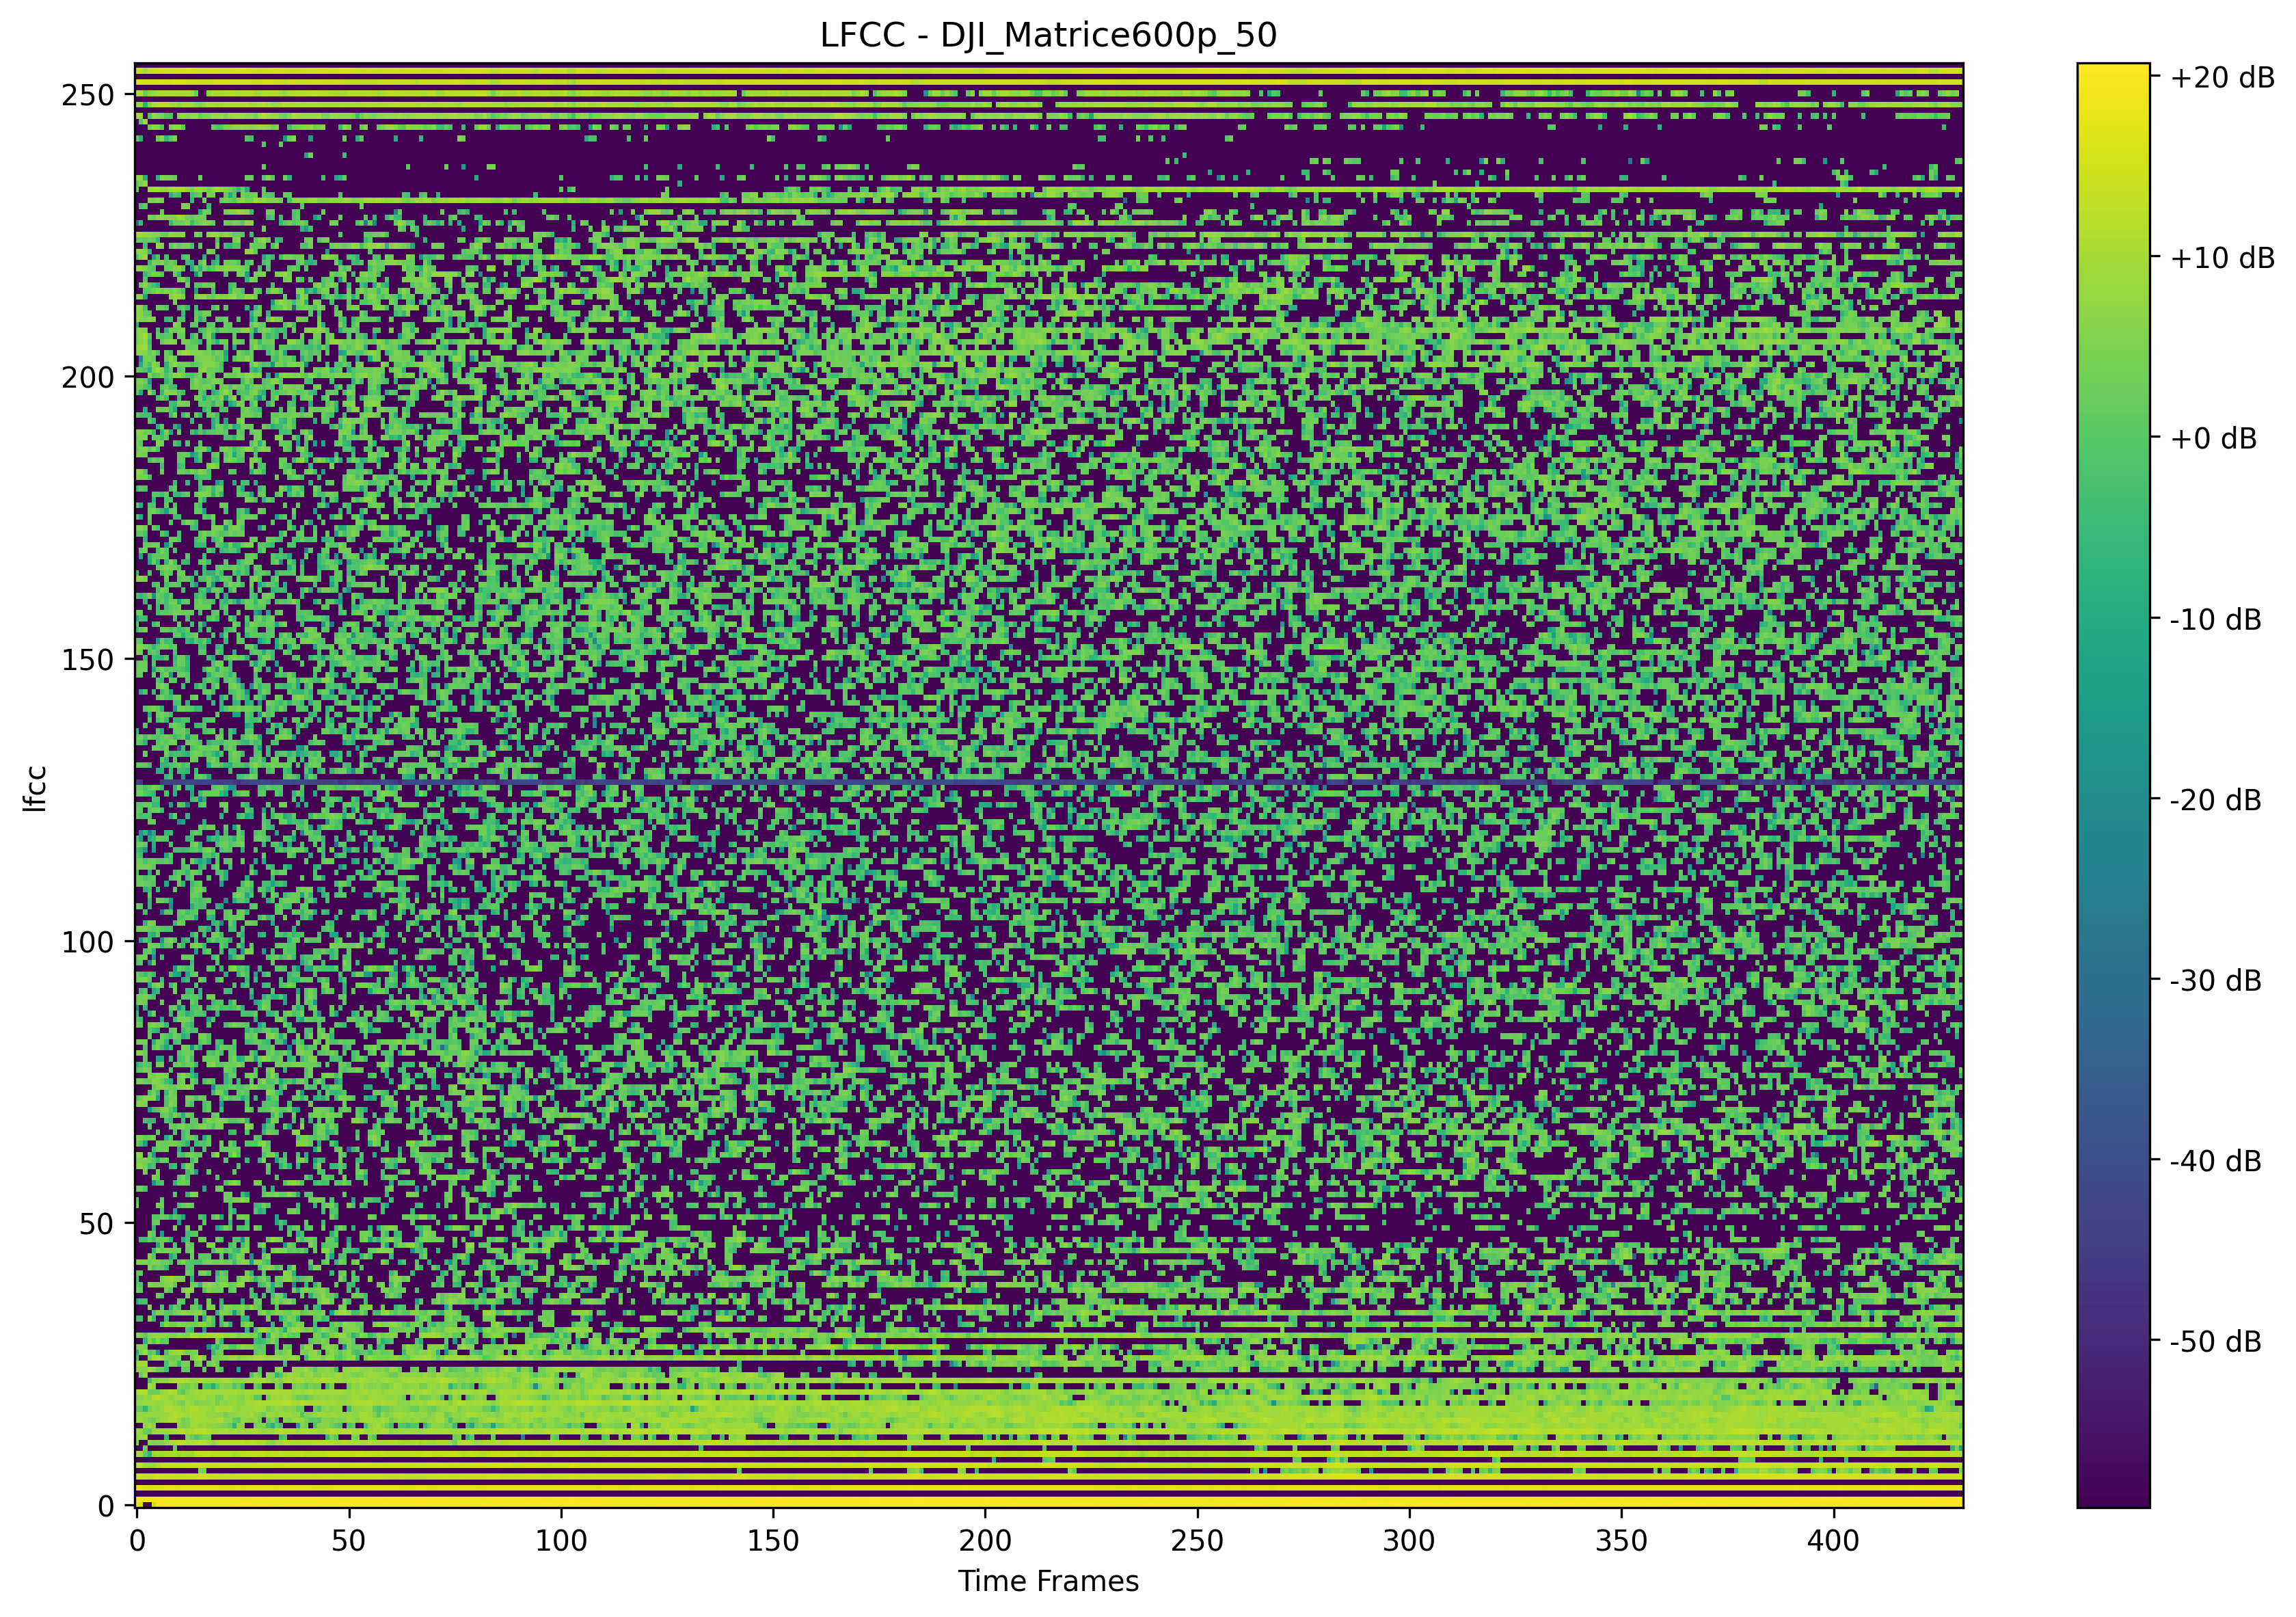 LFCC - DJI_Matrice600p_50
250
200
150
100
50
0
lfcc
0 50 100 150 200 250 300 350 400
Time Frames
+20 dB
+10 dB
+0 dB
-10 dB
-20 dB
-30 dB
-40 dB
-50 dB